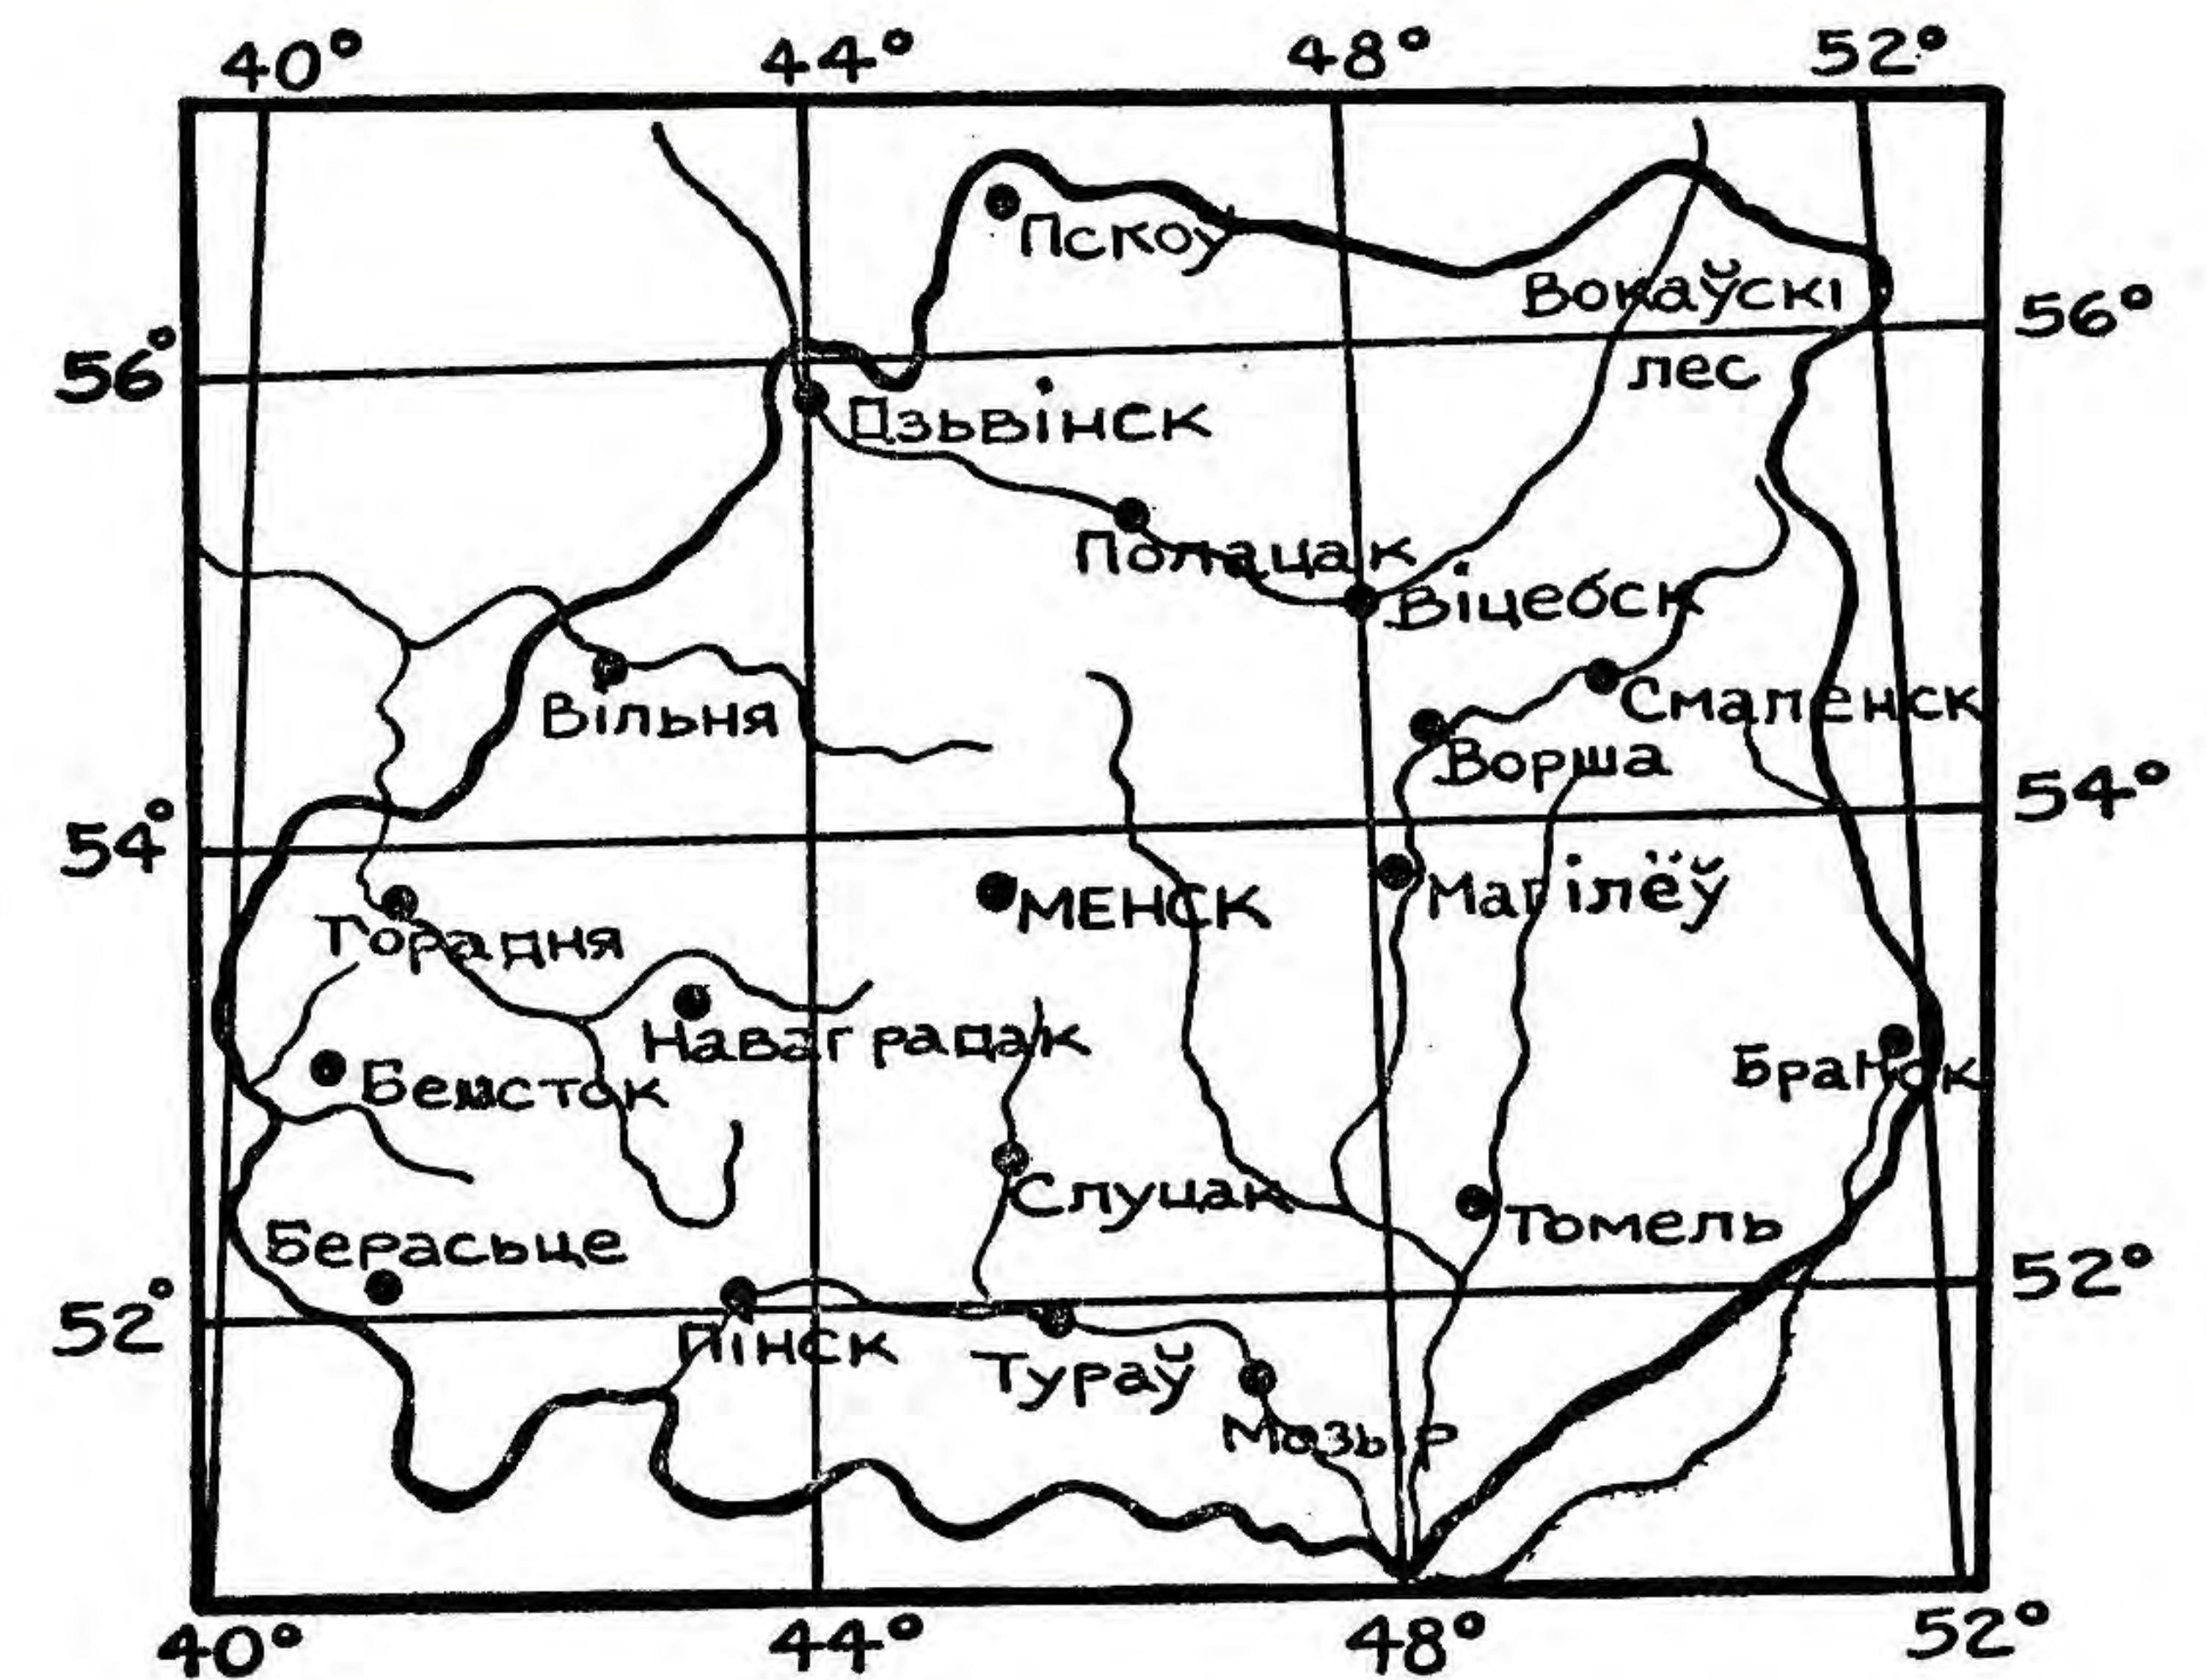 40° 44° 48° 52°
Пскоў
Вокаўскі
лес
56° 56°
Дзьвінск
Полацак
Віцебск
Смаленск
Вільня
Ворша
54° 54°
МЕНСК
Магілёў
Горадня
Наваградак
Бранск
Беласток
Слуцак
Гомель
Берасьце
52° 52°
Пінск
Тураў
Мозыр
40° 44° 48° 52°